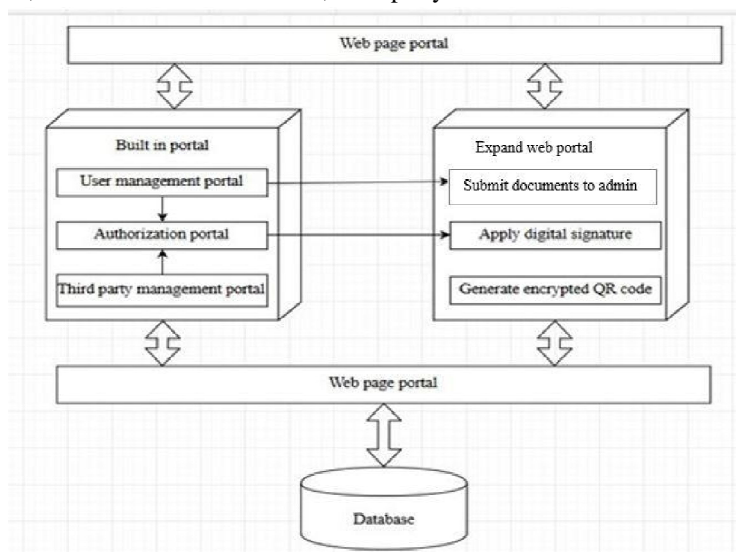 Web page portal
Built in portal
User management portal
Authorization portal
Third party management portal
Expand web portal
Submit documents to admin
Apply digital signature
Generate encrypted QR code
Web page portal
Database